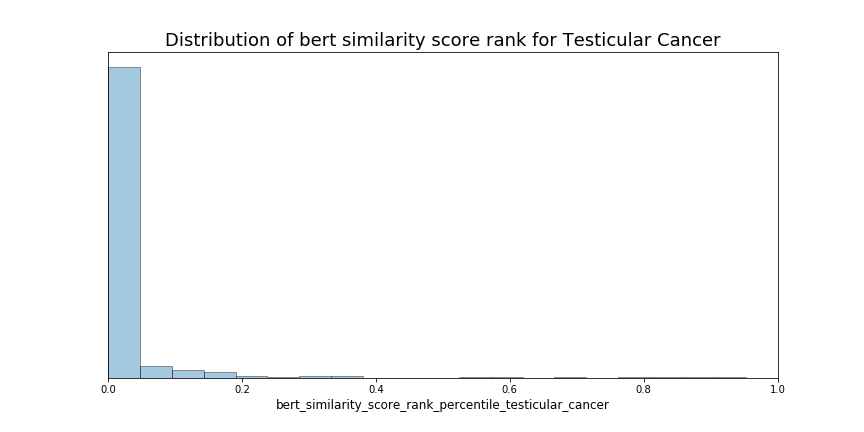 Distribution of bert similarity score rank for Testicular Cancer
0.0 0.2 0.4 0.6 0.8 1.0
bert_similarity_score_rank_percentile_testicular_cancer